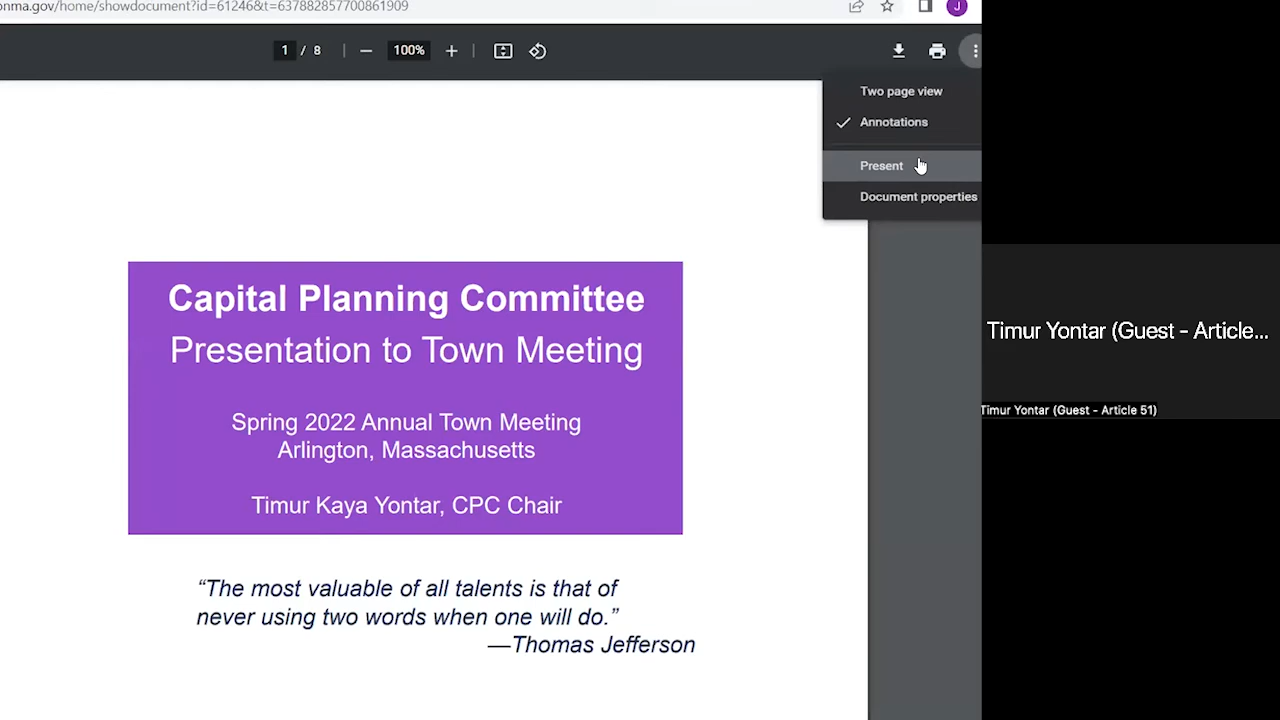 onma.gov/home/showdocument?id=61246&t=637882857700861909
J
1 / 8
100%
Two page view
Annotations
Present
Document properties
Capital Planning Committee
Presentation to Town Meeting
Spring 2022 Annual Town Meeting
Arlington, Massachusetts
Timur Kaya Yontar, CPC Chair
“The most valuable of all talents is that of
never using two words when one will do.”
—Thomas Jefferson
Timur Yontar (Guest - Article...
Timur Yontar (Guest - Article 51)